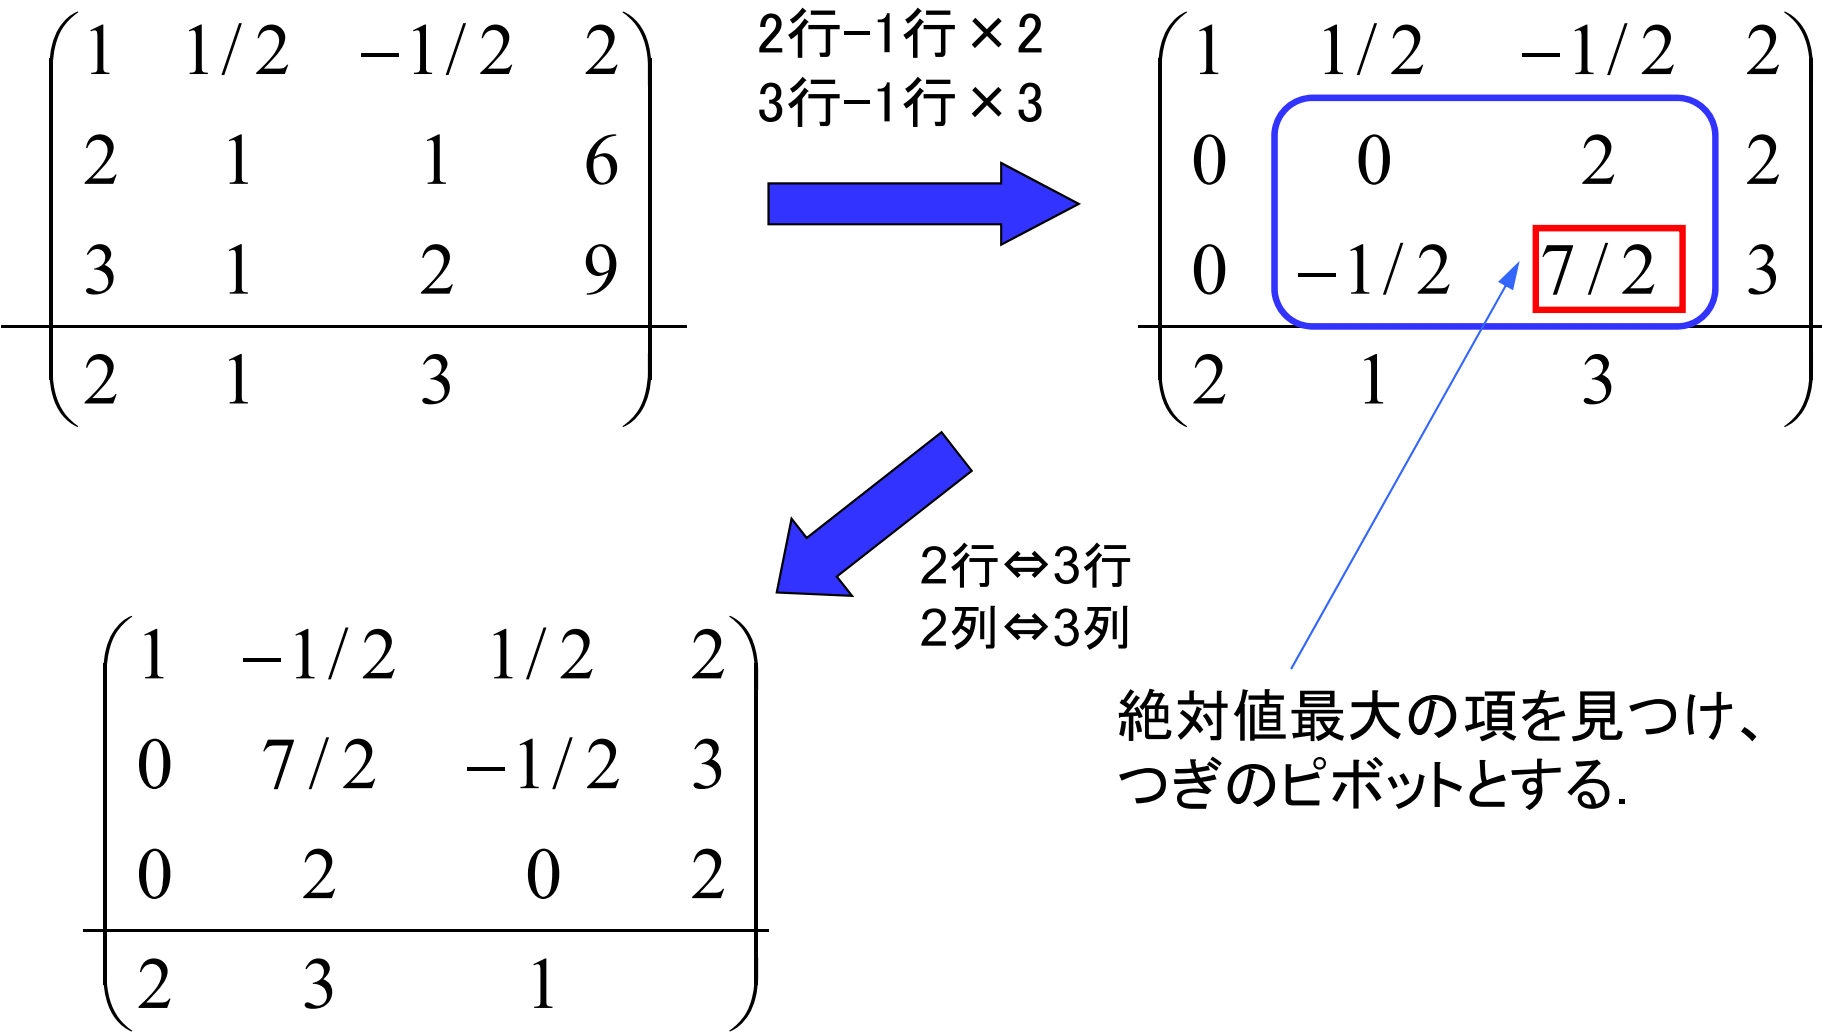 1 1/2 −1/2 2
2 1 1 6
3 1 2 9
2 1 3
2行−1行×2
3行−1行×3
1 1/2 −1/2 2
0 0 2 2
0 −1/2 7/2 3
2 1 3
2行⇔3行
2列⇔3列
1 −1/2 1/2 2
0 7/2 −1/2 3
0 2 0 2
2 3 1
絶対値最大の項を見つけ、
つぎのピボットとする.